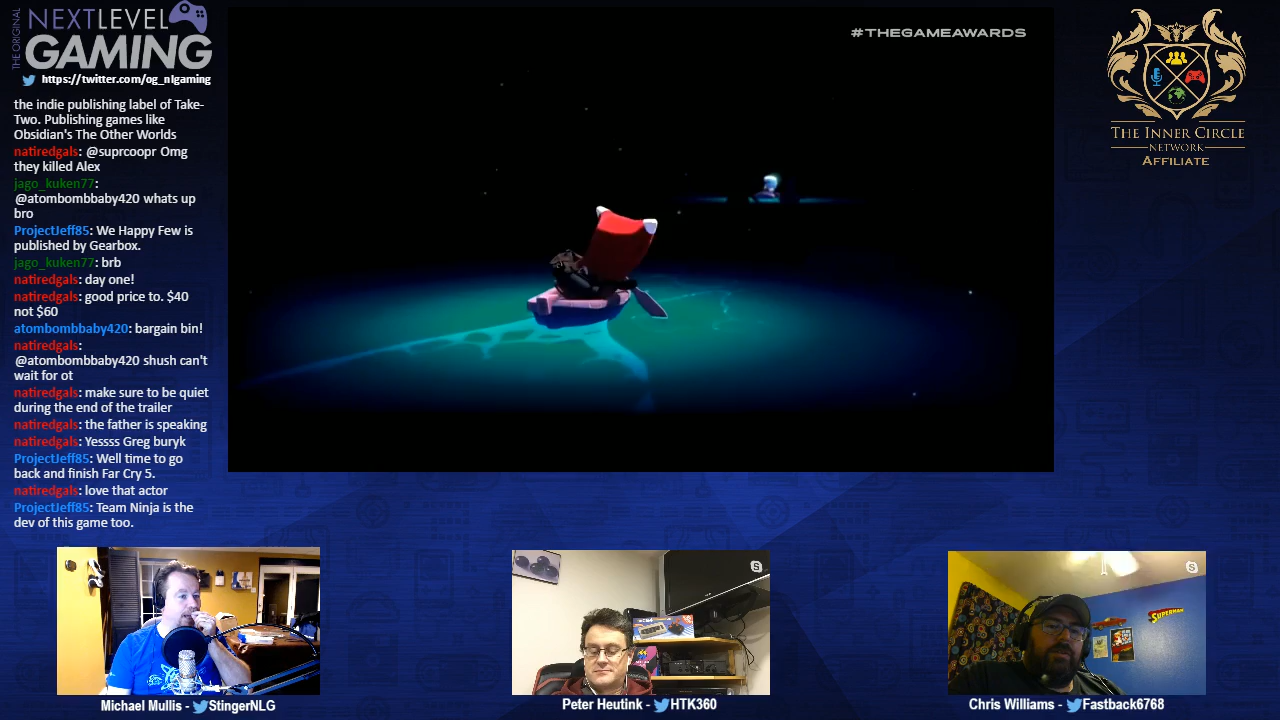 THE ORIGINAL
NEXTLEVEL
GAMING
https://twitter.com/og_nlgaming
the indie publishing label of Take-
Two. Publishing games like
Obsidian's The Other Worlds
natiredgals: @suprcoopr Omg
they killed Alex
jago_kuken77:
@atombombbaby420 whats up
bro
ProjectJeff85: We Happy Few is
published by Gearbox.
jago_kuken77: brb
natiredgals: day one!
natiredgals: good price to. $40
not $60
atombombbaby420: bargain bin!
natiredgals:
@atombombbaby420 shush can't
wait for ot
natiredgals: make sure to be quiet
during the end of the trailer
natiredgals: the father is speaking
natiredgals: Yessss Greg buryk
ProjectJeff85: Well time to go
back and finish Far Cry 5.
natiredgals: love that actor
ProjectJeff85: Team Ninja is the
dev of this game too.
#THEGAMEAWARDS
THE INNER CIRCLE
NETWORK
AFFILIATE
SUPERMAN
Michael Mullis - StingerNLG
Peter Heutink - HTK360
Chris Williams - Fastback6768